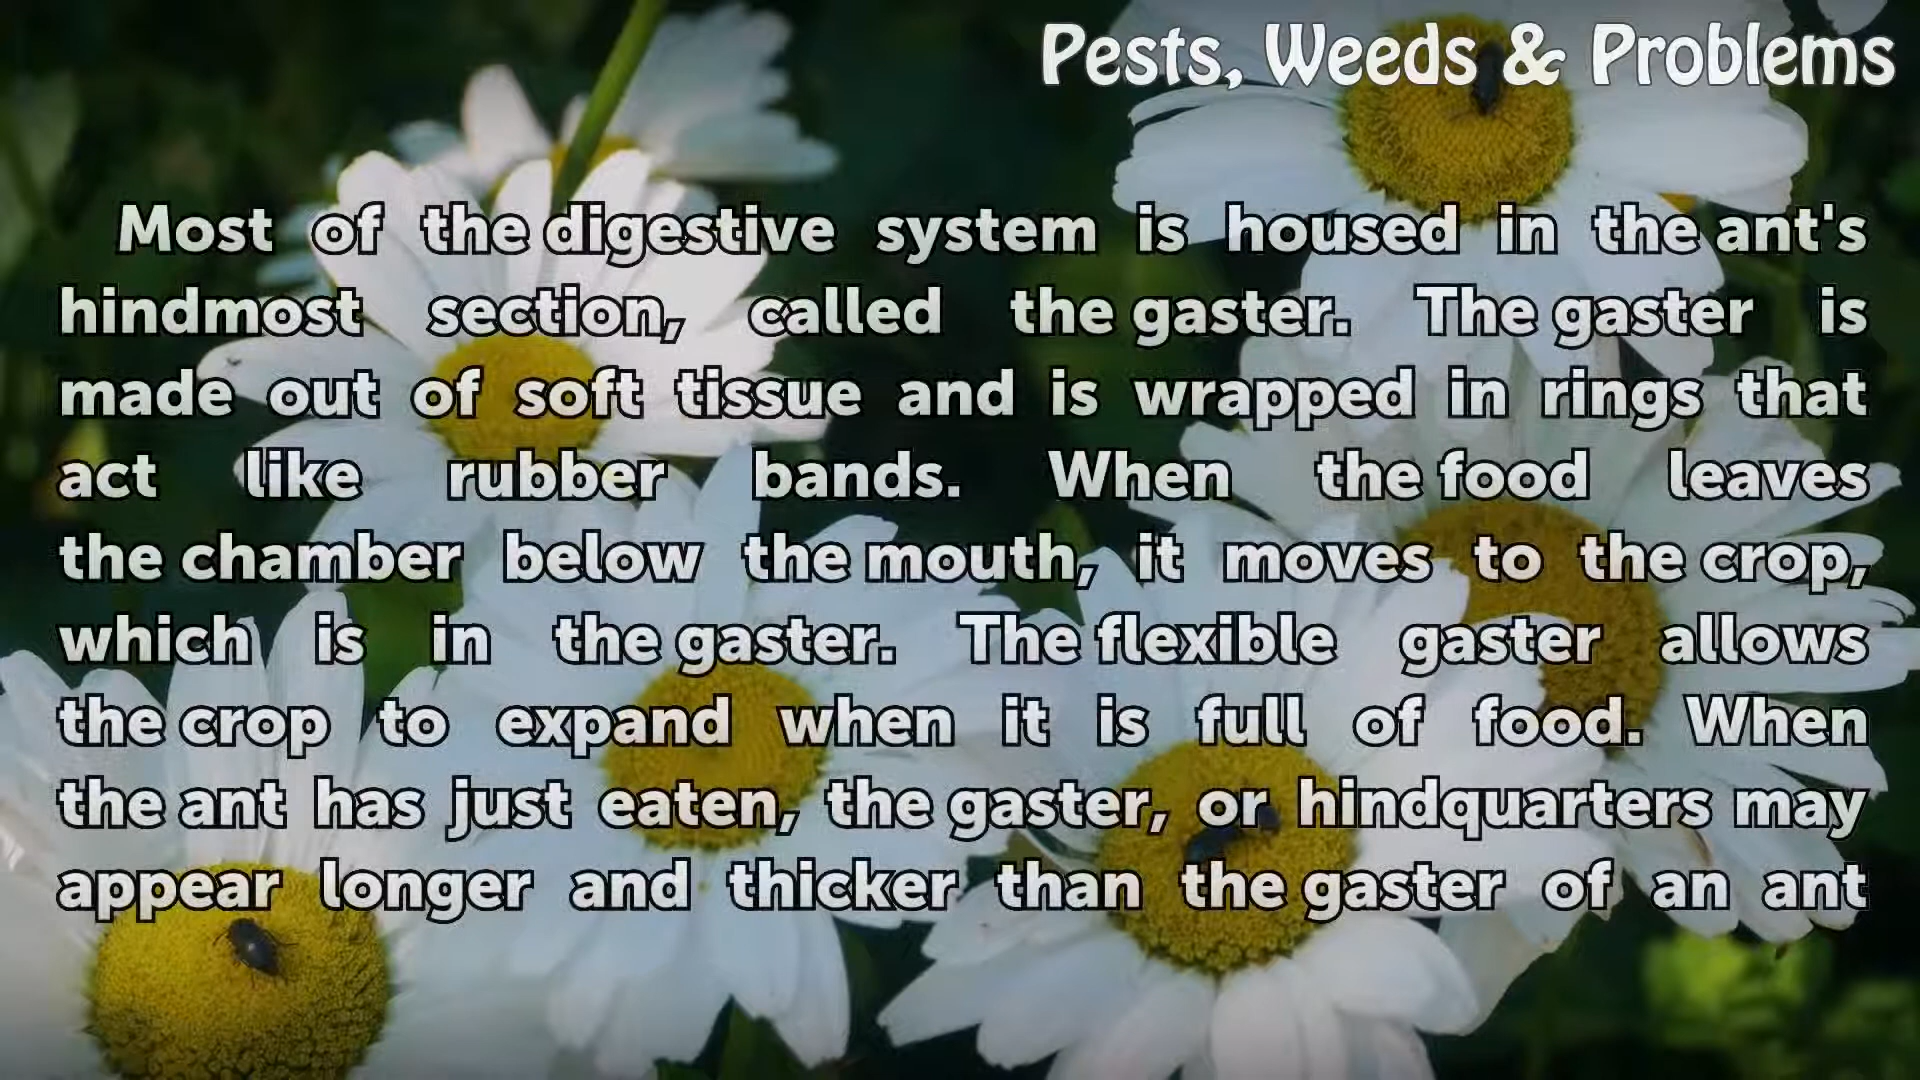 Pests, Weeds & Problems
Most of the digestive system is housed in the ant's
hindmost section, called the gaster. The gaster is
made out of soft tissue and is wrapped in rings that
act like rubber bands. When the food leaves
the chamber below the mouth, it moves to the crop,
which is in the gaster. The flexible gaster allows
the crop to expand when it is full of food. When
the ant has just eaten, the gaster, or hindquarters may
appear longer and thicker than the gaster of an ant